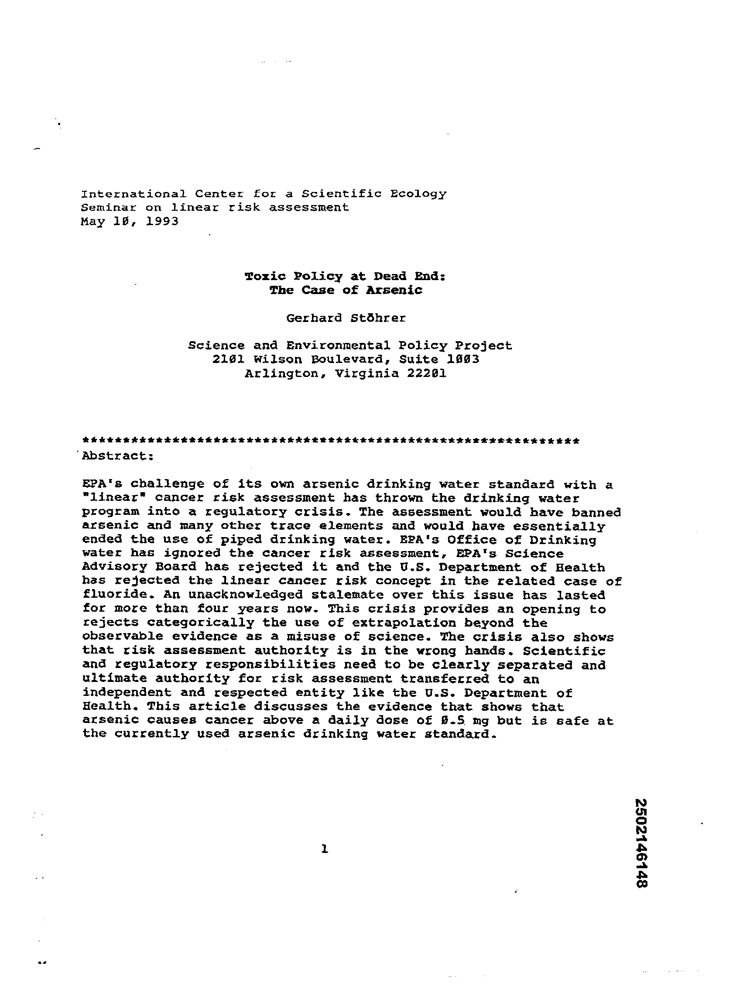 International Center for a Scientific Ecology
Seminar on linear risk assessment
May 10, 1993
Toxic Policy at Dead End:
The Case of Arsenic
Gerhard Stöhrer
Science and Environmental Policy Project
2101 Wilson Boulevard, Suite 1003
Arlington, Virginia 22201
*************************************************************
Abstract:
EPA's challenge of its own arsenic drinking water standard with a
"linear" cancer risk assessment has thrown the drinking water
program into a regulatory crisis. The assessment would have banned
arsenic and many other trace elements and would have essentially
ended the use of piped drinking water. EPA's Office of Drinking
water has ignored the cancer risk assessment, EPA's Science
Advisory Board has rejected it and the U.S. Department of Health
has rejected the linear cancer risk concept in the related case of
fluoride. An unacknowledged stalemate over this issue has lasted
for more than four years now. This crisis provides an opening to
rejects categorically the use of extrapolation beyond the
observable evidence as a misuse of science. The crisis also shows
that risk assessment authority is in the wrong hands. Scientific
and regulatory responsibilities need to be clearly separated and
ultimate authority for risk assessment transferred to an
independent and respected entity like the U.S. Department of
Health. This article discusses the evidence that shows that
arsenic causes cancer above a daily dose of 0.5 mg but is safe at
the currently used arsenic drinking water standard.
1
2502146148